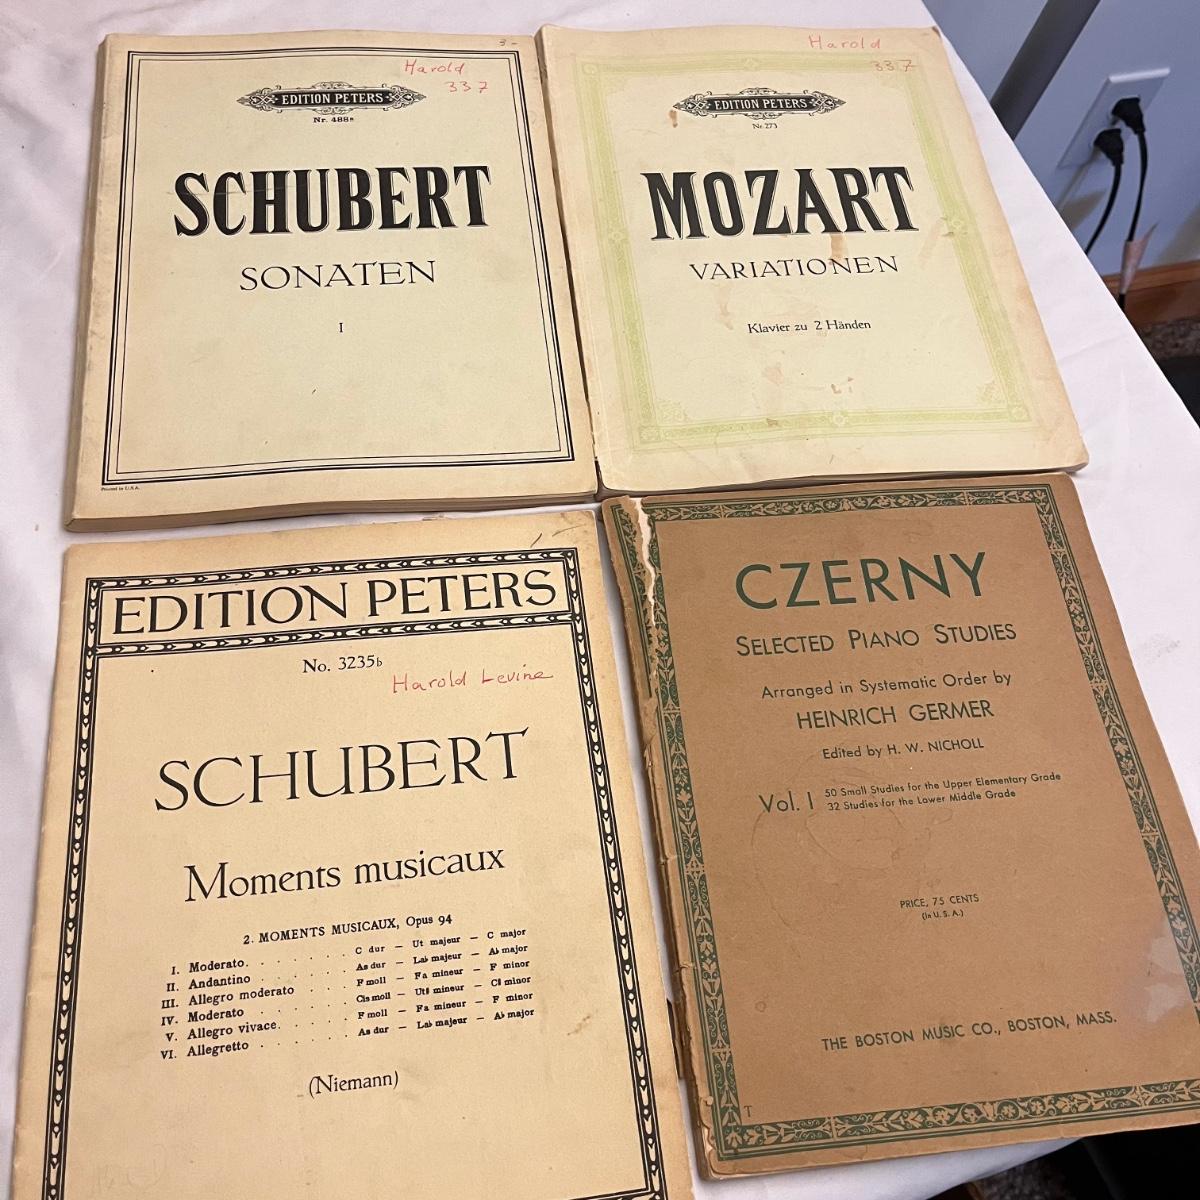 3-
Harold
337
EDITION PETERS
Nr. 488a
SCHUBERT
SONATEN
I
Printed in U.S.A.
Harold
337
EDITION PETERS
Nr. 273
MOZART
VARIATIONEN
Klavier zu 2 Händen
EDITION PETERS
No. 3235b
Harold Levine
SCHUBERT
Moments musicaux
2. MOMENTS MUSICAUX, Opus 94
I. Moderato. . . . . . . . C dur – Ut majeur – C major
II. Andantino . . . . . . . As dur – La♭ majeur – A♭ major
III. Allegro moderato . . . . F moll – Fa mineur – F minor
IV. Moderato . . . . . . . Cis moll – Ut♯ mineur – C♯ minor
V. Allegro vivace. . . . . . F moll – Fa mineur – F minor
VI. Allegretto . . . . . . . As dur – La♭ majeur – A♭ major
(Niemann)
CZERNY
SELECTED PIANO STUDIES
Arranged in Systematic Order by
HEINRICH GERMER
Edited by H. W. NICHOLL
Vol. I 50 Small Studies for the Upper Elementary Grade
32 Studies for the Lower Middle Grade
PRICE, 75 CENTS
(In U. S. A.)
THE BOSTON MUSIC CO., BOSTON, MASS.
T